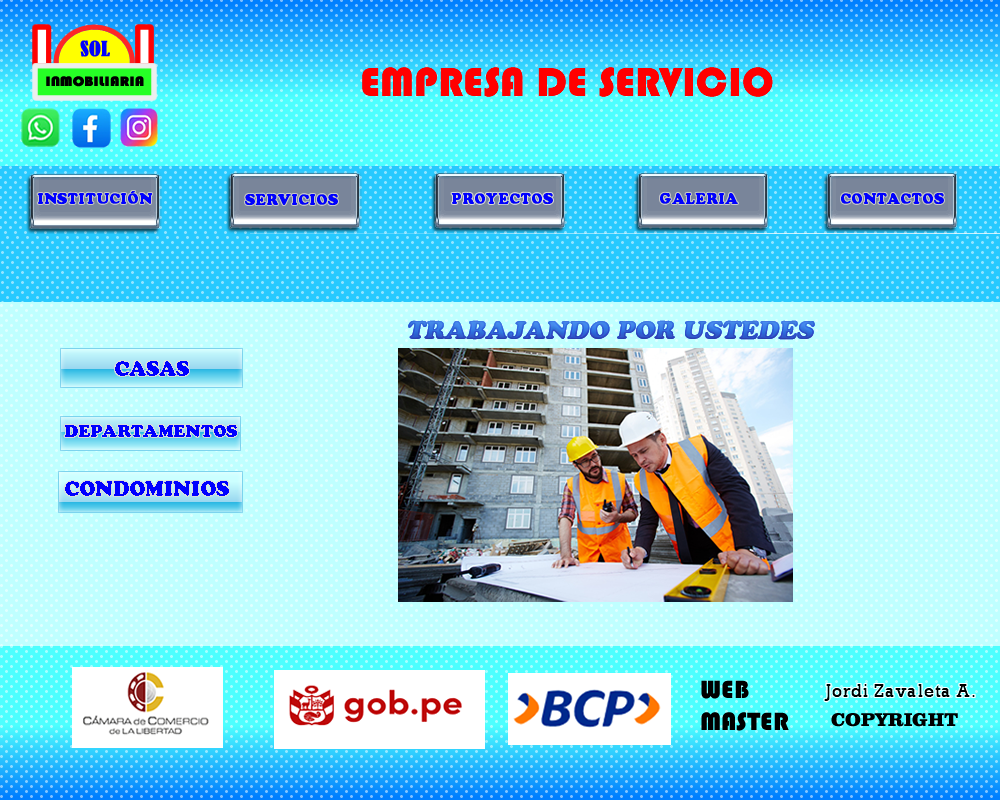 SOL
INMOBILIARIA
EMPRESA DE SERVICIO
INSTITUCIÓN
SERVICIOS
PROYECTOS
GALERIA
CONTACTOS
TRABAJANDO POR USTEDES
CASAS
DEPARTAMENTOS
CONDOMINIOS
CÁMARA DE COMERCIO
DE LA LIBERTAD
gob.pe
BCP
WEB
MASTER
Jordi Zavaleta A.
COPYRIGHT